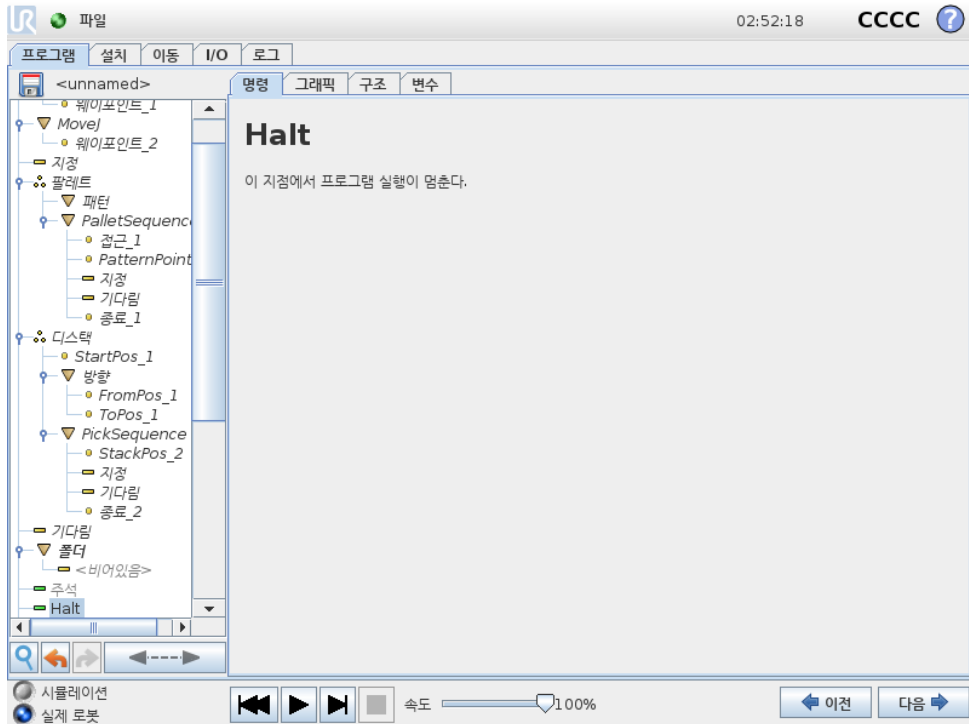 UR 파일 02:52:18 CCCC ?
프로그램 설치 이동 I/O 로그
<unnamed> 명령 그래픽 구조 변수
웨이포인트_1
MoveJ
웨이포인트_2
지정
팔레트
패턴
PalletSequenc
접근_1
PatternPoint
지정
기다림
종료_1
디스택
StartPos_1
방향
FromPos_1
ToPos_1
PickSequence
StackPos_2
지정
기다림
종료_2
기다림
폴더
<비어있음>
주석
Halt
Halt
이 지점에서 프로그램 실행이 멈춘다.
시뮬레이션
실제 로봇
속도 100% 이전 다음